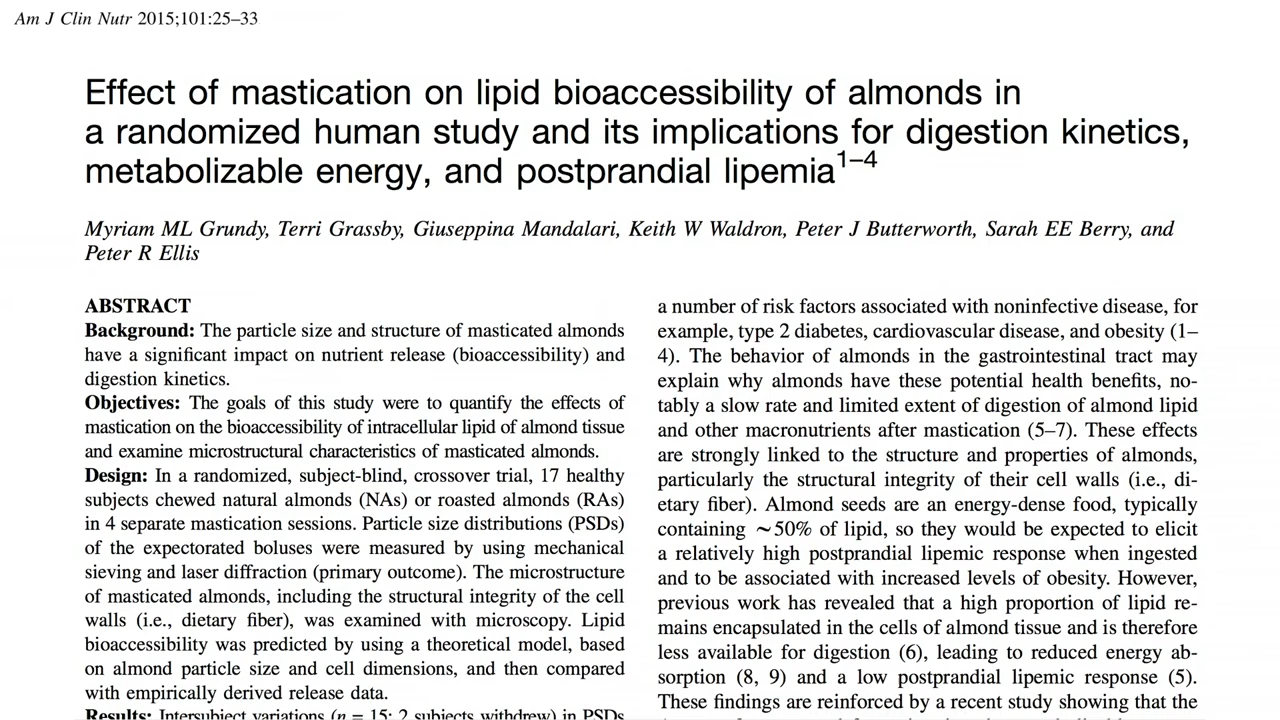 Am J Clin Nutr 2015;101:25–33
Effect of mastication on lipid bioaccessibility of almonds in
a randomized human study and its implications for digestion kinetics,
metabolizable energy, and postprandial lipemia1–4
Myriam ML Grundy, Terri Grassby, Giuseppina Mandalari, Keith W Waldron, Peter J Butterworth, Sarah EE Berry, and
Peter R Ellis
ABSTRACT
Background: The particle size and structure of masticated almonds
have a significant impact on nutrient release (bioaccessibility) and
digestion kinetics.
Objectives: The goals of this study were to quantify the effects of
mastication on the bioaccessibility of intracellular lipid of almond tissue
and examine microstructural characteristics of masticated almonds.
Design: In a randomized, subject-blind, crossover trial, 17 healthy
subjects chewed natural almonds (NAs) or roasted almonds (RAs)
in 4 separate mastication sessions. Particle size distributions (PSDs)
of the expectorated boluses were measured by using mechanical
sieving and laser diffraction (primary outcome). The microstructure
of masticated almonds, including the structural integrity of the cell
walls (i.e., dietary fiber), was examined with microscopy. Lipid
bioaccessibility was predicted by using a theoretical model, based
on almond particle size and cell dimensions, and then compared
with empirically derived release data.
Results: Intersubject variations (n = 15; 2 subjects withdrew) in PSDs
a number of risk factors associated with noninfective disease, for
example, type 2 diabetes, cardiovascular disease, and obesity (1–
4). The behavior of almonds in the gastrointestinal tract may
explain why almonds have these potential health benefits, no-
tably a slow rate and limited extent of digestion of almond lipid
and other macronutrients after mastication (5–7). These effects
are strongly linked to the structure and properties of almonds,
particularly the structural integrity of their cell walls (i.e., di-
etary fiber). Almond seeds are an energy-dense food, typically
containing ~50% of lipid, so they would be expected to elicit
a relatively high postprandial lipemic response when ingested
and to be associated with increased levels of obesity. However,
previous work has revealed that a high proportion of lipid re-
mains encapsulated in the cells of almond tissue and is therefore
less available for digestion (6), leading to reduced energy ab-
sorption (8, 9) and a low postprandial lipemic response (5).
These findings are reinforced by a recent study showing that the